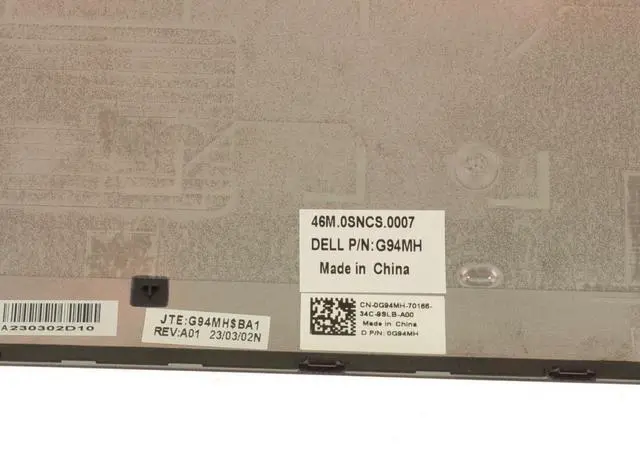 46M.0SNCS.0007
DELL P/N:G94MH
Made in China
CN-0G94MH-70166-
34C-9SLB-A00
Made in China
D P/N: 0G94MH
JTE:G94MH$BA1
REV:A01 23/03/02N
A230302D10